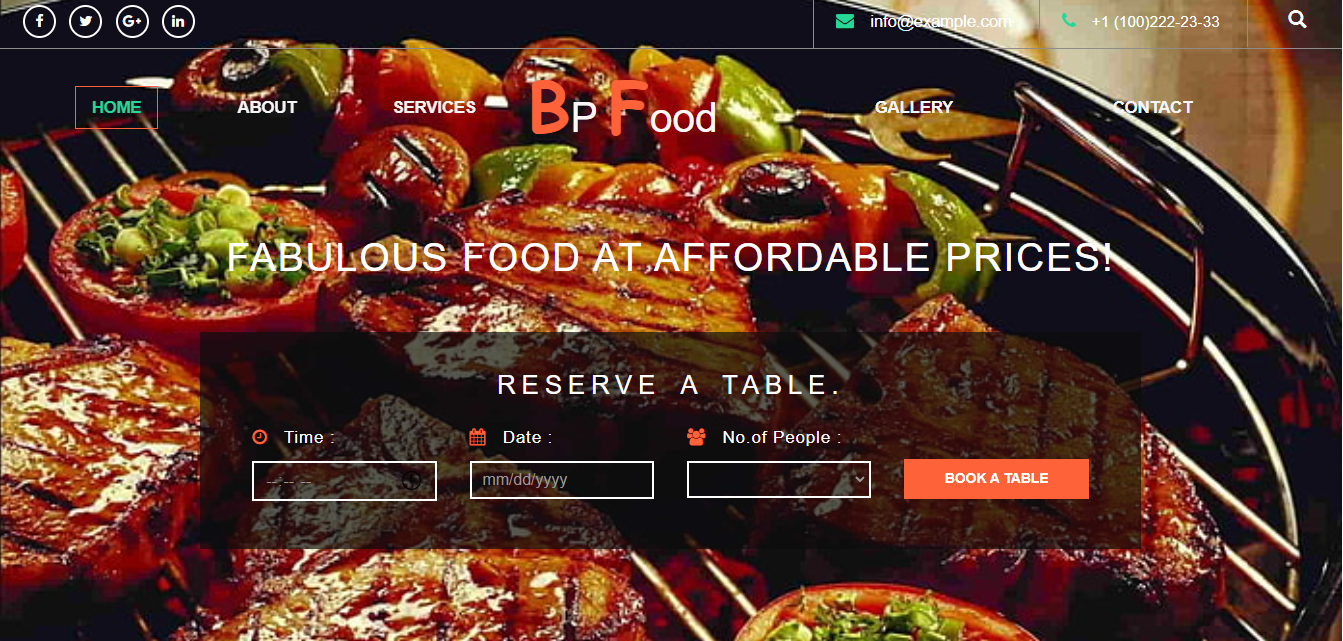 info@example.com
+1 (100)222-23-33
HOME
ABOUT
SERVICES
BP Food
GALLERY
CONTACT
FABULOUS FOOD AT AFFORDABLE PRICES!
RESERVE A TABLE.
Time :
Date :
No.of People :
--:-- --
mm/dd/yyyy
BOOK A TABLE